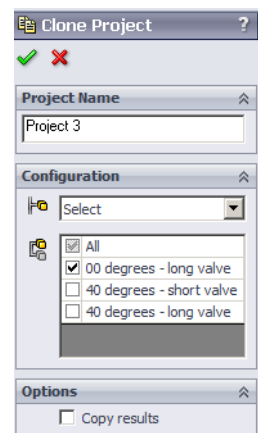 Clone Project ?
Project Name
Project 3
Configuration
Select
All
00 degrees - long valve
40 degrees - short valve
40 degrees - long valve
Options
Copy results